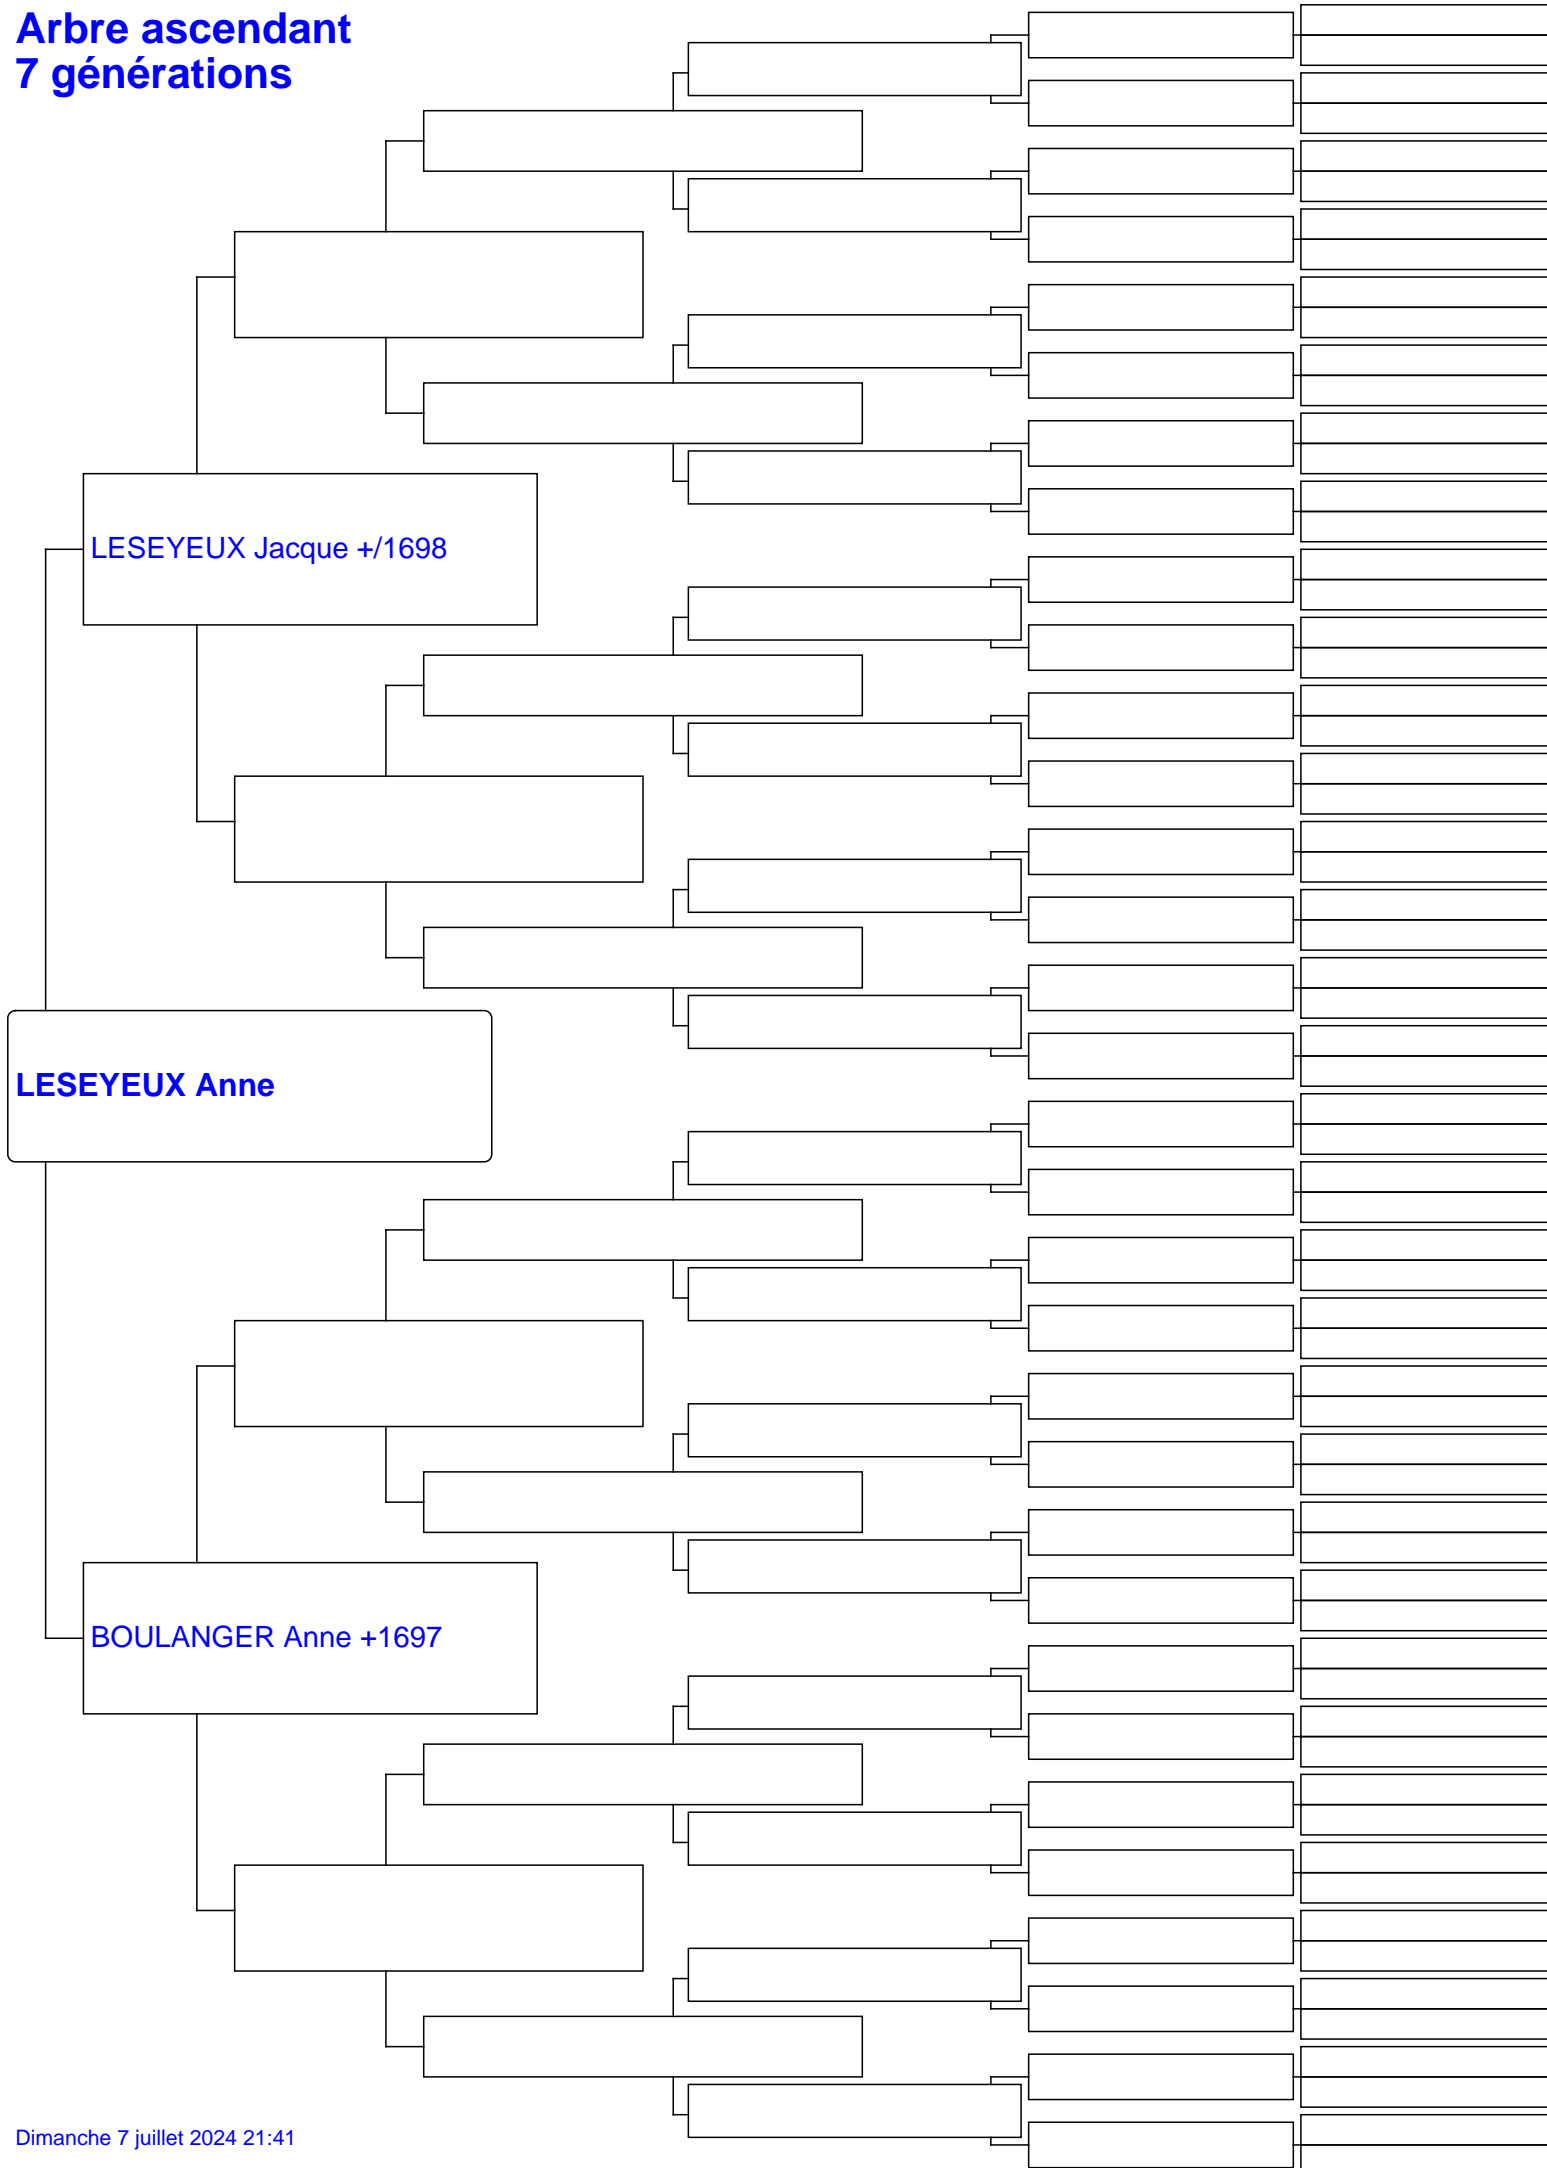 Arbre ascendant
7 générations
LESEYEUX Jacque +/1698
LESEYEUX Anne
BOULANGER Anne +1697
Dimanche 7 juillet 2024 21:41